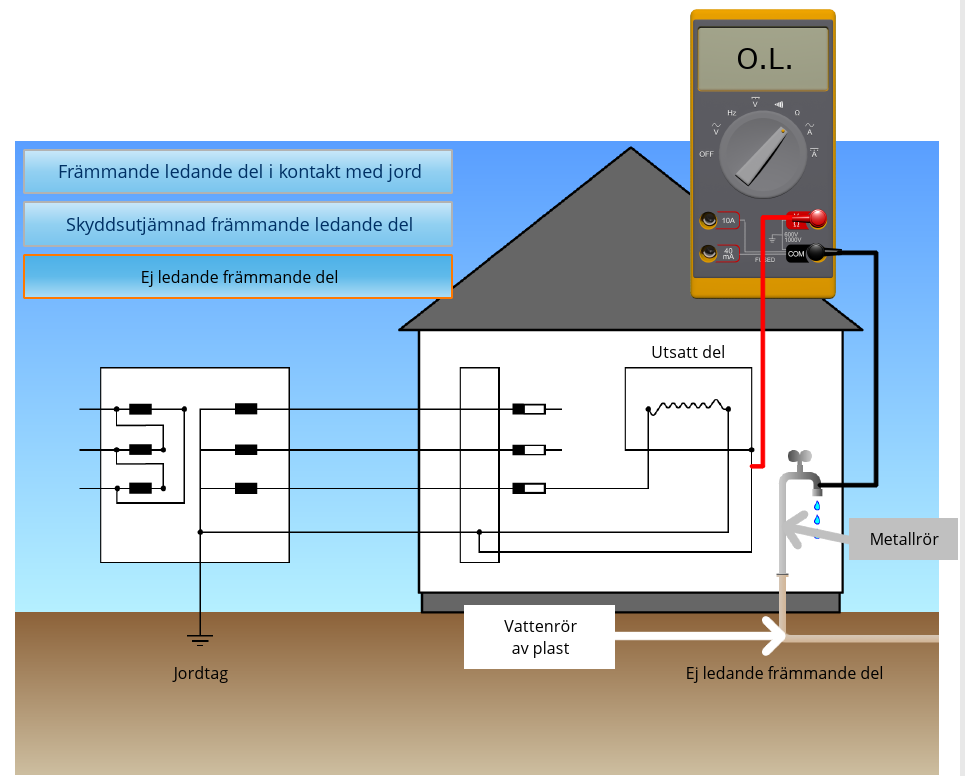 O.L.
V
Hz
Ω
V
A
OFF
A
Främmande ledande del i kontakt med jord
Skyddsutjämnad främmande ledande del
Ej ledande främmande del
10A
Ω
600V
1000V
40
mA
COM
FUSED
Utsatt del
Metallrör
Vattenrör
av plast
Jordtag
Ej ledande främmande del